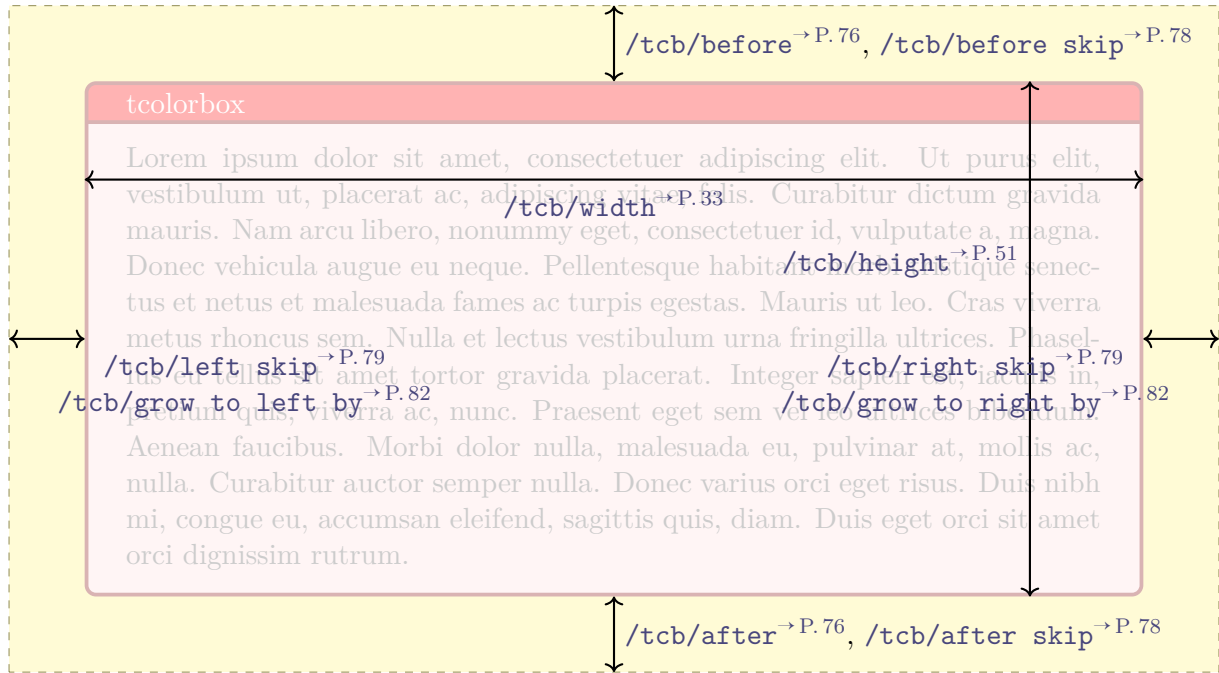 /tcb/before→P. 76, /tcb/before skip→P. 78
tcolorbox
Lorem ipsum dolor sit amet, consectetuer adipiscing elit. Ut purus elit,
vestibulum ut, placerat ac, adipiscing vitae, felis. Curabitur dictum gravida
/tcb/width→P. 33
mauris. Nam arcu libero, nonummy eget, consectetuer id, vulputate a, magna.
Donec vehicula augue eu neque. Pellentesque habitant morbi tristique senec-
/tcb/height→P. 51
tus et netus et malesuada fames ac turpis egestas. Mauris ut leo. Cras viverra
metus rhoncus sem. Nulla et lectus vestibulum urna fringilla ultrices. Phasel-
/tcb/left skip→P. 79 /tcb/right skip→P. 79
lus eu tellus sit amet tortor gravida placerat. Integer sapien est, iaculis in,
/tcb/grow to left by→P. 82 /tcb/grow to right by→P. 82
pretium quis, viverra ac, nunc. Praesent eget sem vel leo ultrices bibendum.
Aenean faucibus. Morbi dolor nulla, malesuada eu, pulvinar at, mollis ac,
nulla. Curabitur auctor semper nulla. Donec varius orci eget risus. Duis nibh
mi, congue eu, accumsan eleifend, sagittis quis, diam. Duis eget orci sit amet
orci dignissim rutrum.
/tcb/after→P. 76, /tcb/after skip→P. 78